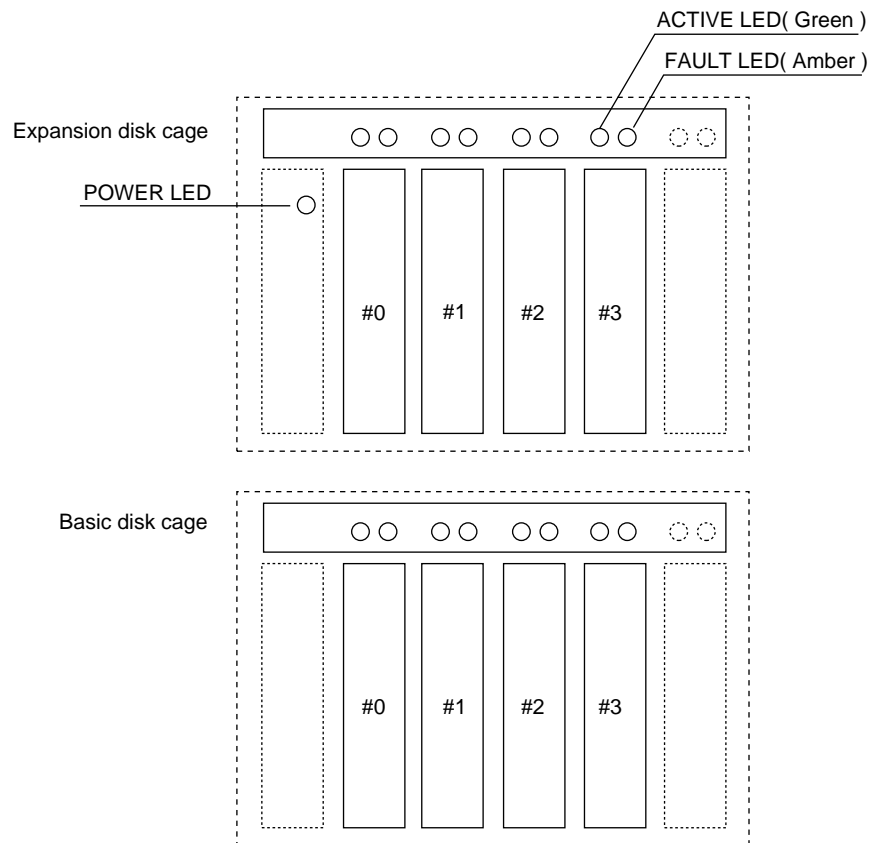 ACTIVE LED( Green )
FAULT LED( Amber )
Expansion disk cage
POWER LED
#0 #1 #2 #3
Basic disk cage
#0 #1 #2 #3